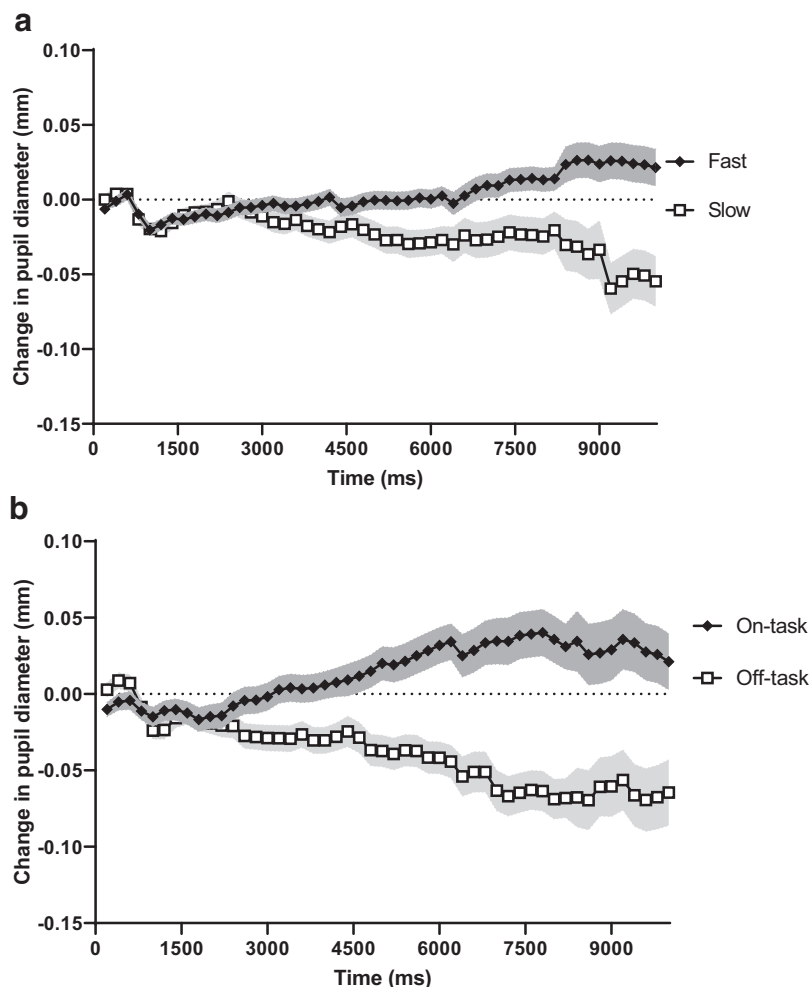 a
0.10
0.05
0.00
-0.05
-0.10
-0.15
Change in pupil diameter (mm)
0 1500 3000 4500 6000 7500 9000
Time (ms)
Fast
Slow
b
0.10
0.05
0.00
-0.05
-0.10
-0.15
Change in pupil diameter (mm)
0 1500 3000 4500 6000 7500 9000
Time (ms)
On-task
Off-task